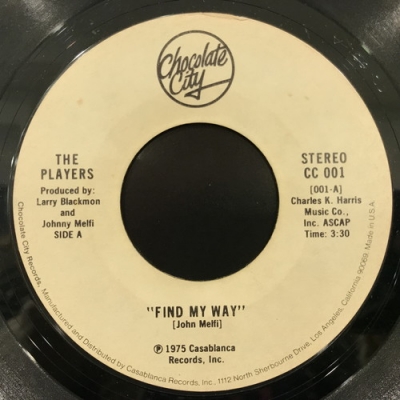 Chocolate
City
THE
PLAYERS
Produced by:
Larry Blackmon
and
Johnny Melfi
SIDE A
STEREO
CC 001
[001-A]
Charles K. Harris
Music Co.,
Inc. ASCAP
Time: 3:30
"FIND MY WAY"
[John Melfi]
℗ 1975 Casablanca
Records, Inc.
Chocolate City Records, Manufactured and Distributed by Casablanca Records, Inc., 1112 North Sherbourne Drive, Los Angeles, California 90069. Made in U.S.A.